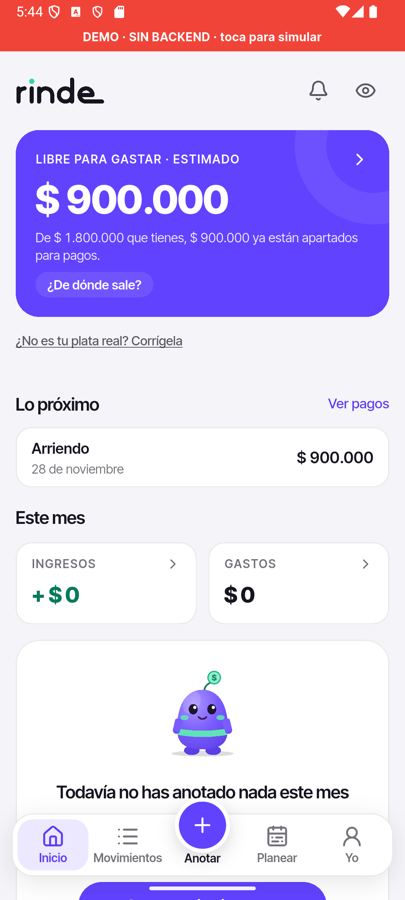 5:44
DEMO · SIN BACKEND · toca para simular
rinde
LIBRE PARA GASTAR · ESTIMADO
$ 900.000
De $ 1.800.000 que tienes, $ 900.000 ya están apartados
para pagos.
¿De dónde sale?
¿No es tu plata real? Corrígela
Lo próximo
Ver pagos
Arriendo
28 de noviembre
$ 900.000
Este mes
INGRESOS
+$0
GASTOS
$0
$
Todavía no has anotado nada este mes
Inicio
Movimientos
Anotar
Planear
Yo